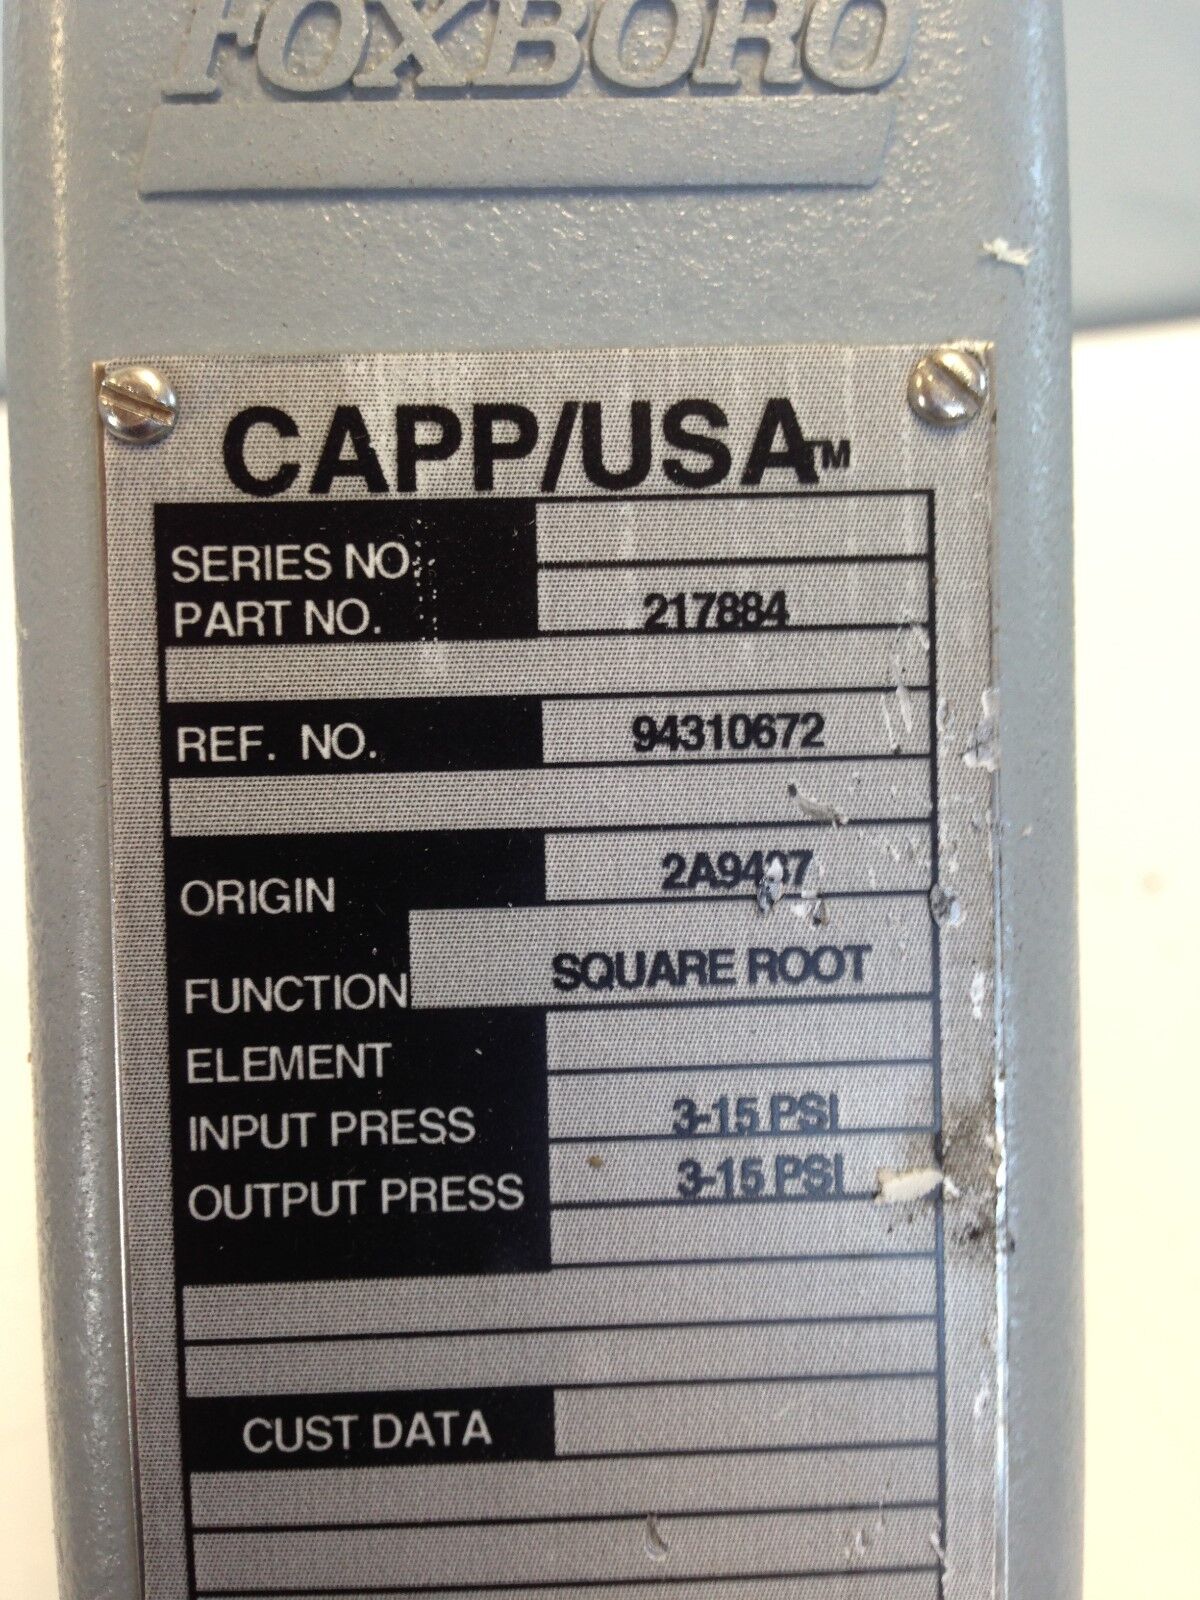 FOXBORO
CAPP/USA™
SERIES NO.
PART NO. 217884
REF. NO. 94310672
ORIGIN
FUNCTION SQUARE ROOT
ELEMENT
INPUT PRESS 3-15 PSI
OUTPUT PRESS 3-15 PSI
CUST DATA